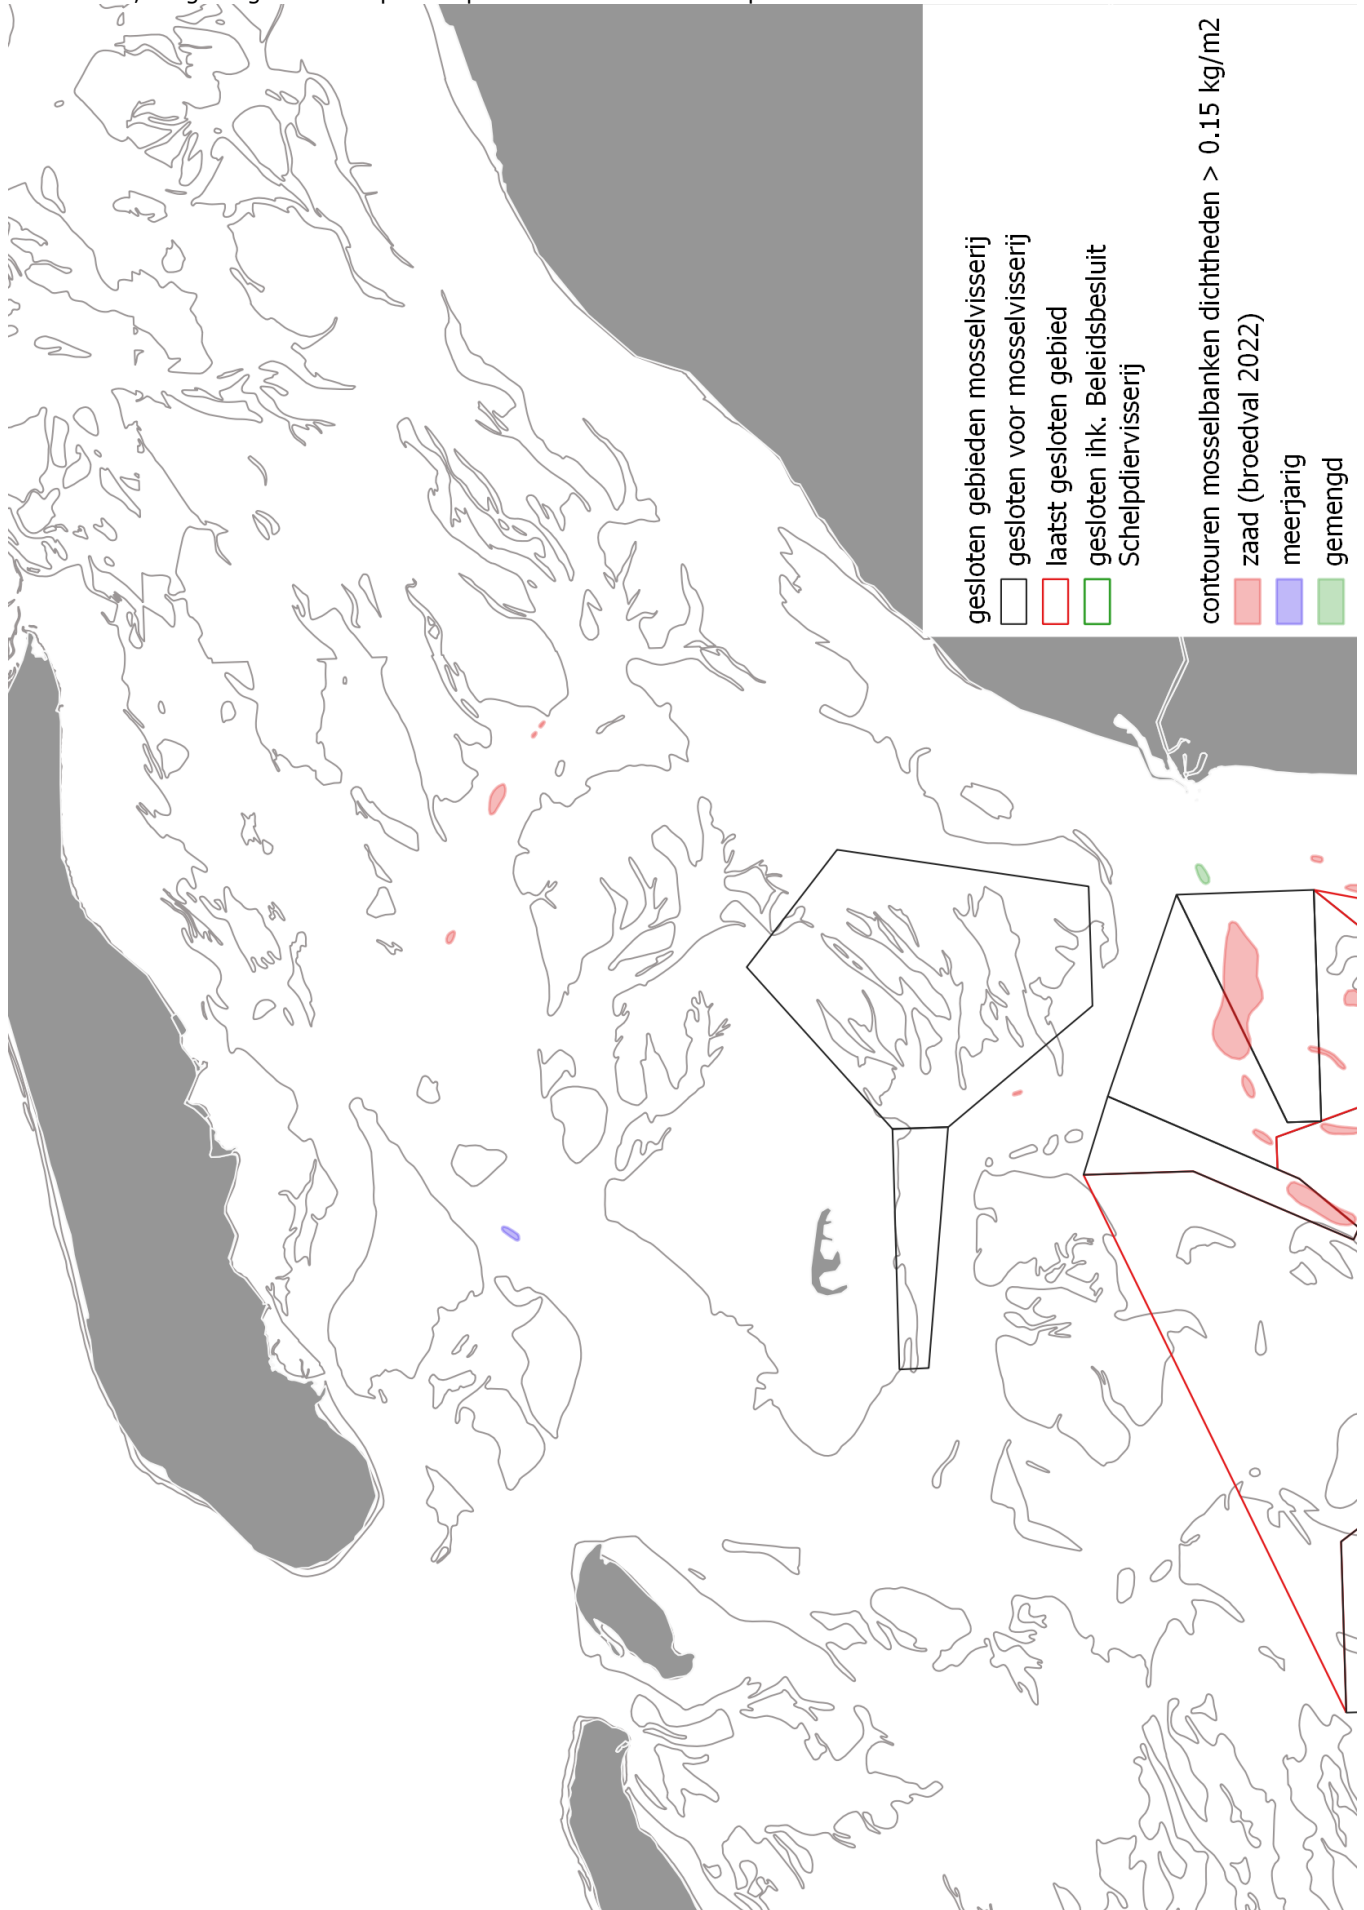 gesloten gebieden mosselvisserij
gesloten voor mosselvisserij
laatst gesloten gebied
gesloten ihk. Beleidsbesluit
Schelpdiervisserij
contouren mosselbanken dichtheden > 0.15 kg/m2
zaad (broedval 2022)
meerjarig
gemengd